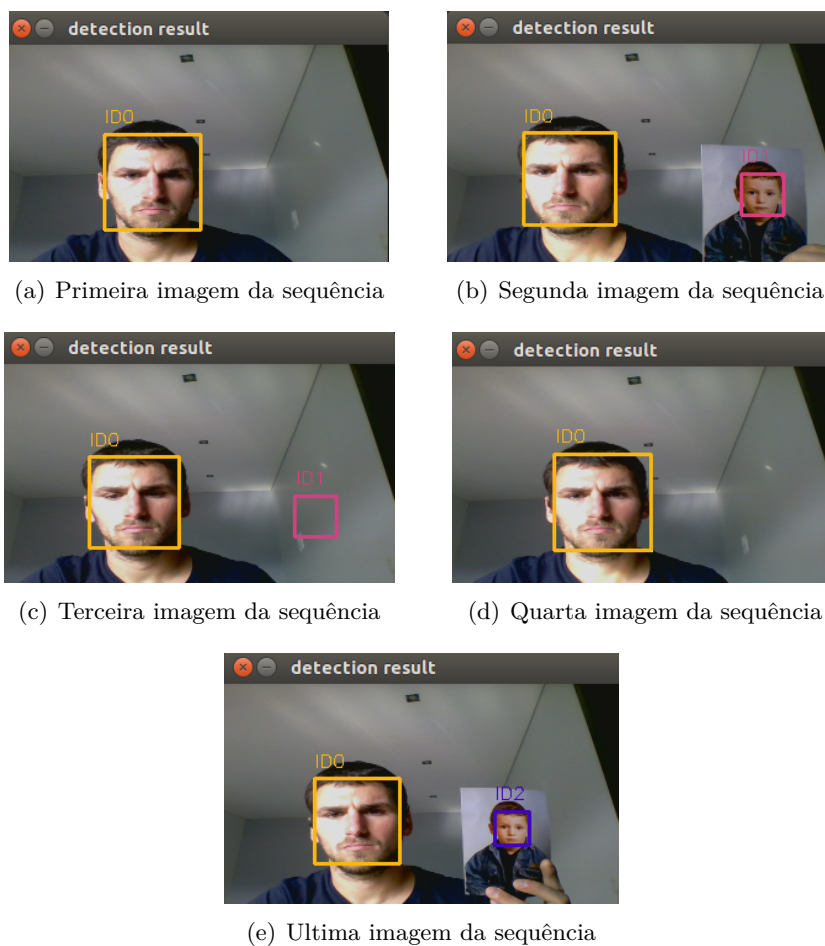 detection result
ID0
(a) Primeira imagem da sequência
detection result
ID0
ID1
(b) Segunda imagem da sequência
detection result
ID0
ID1
(c) Terceira imagem da sequência
detection result
ID0
(d) Quarta imagem da sequência
detection result
ID0
ID2
(e) Ultima imagem da sequência